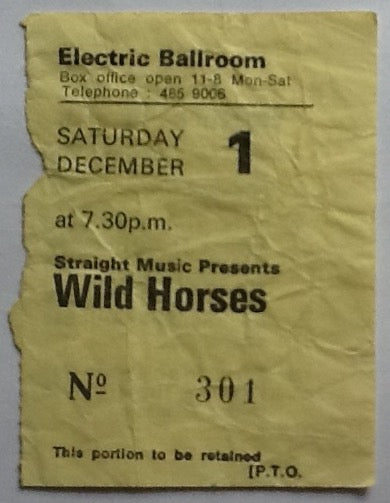 Electric Ballroom
Box office open 11-8 Mon-Sat
Telephone : 485 9006
SATURDAY
DECEMBER 1
at 7.30p.m.
Straight Music Presents
Wild Horses
Nº 301
This portion to be retained
[P.T.O.